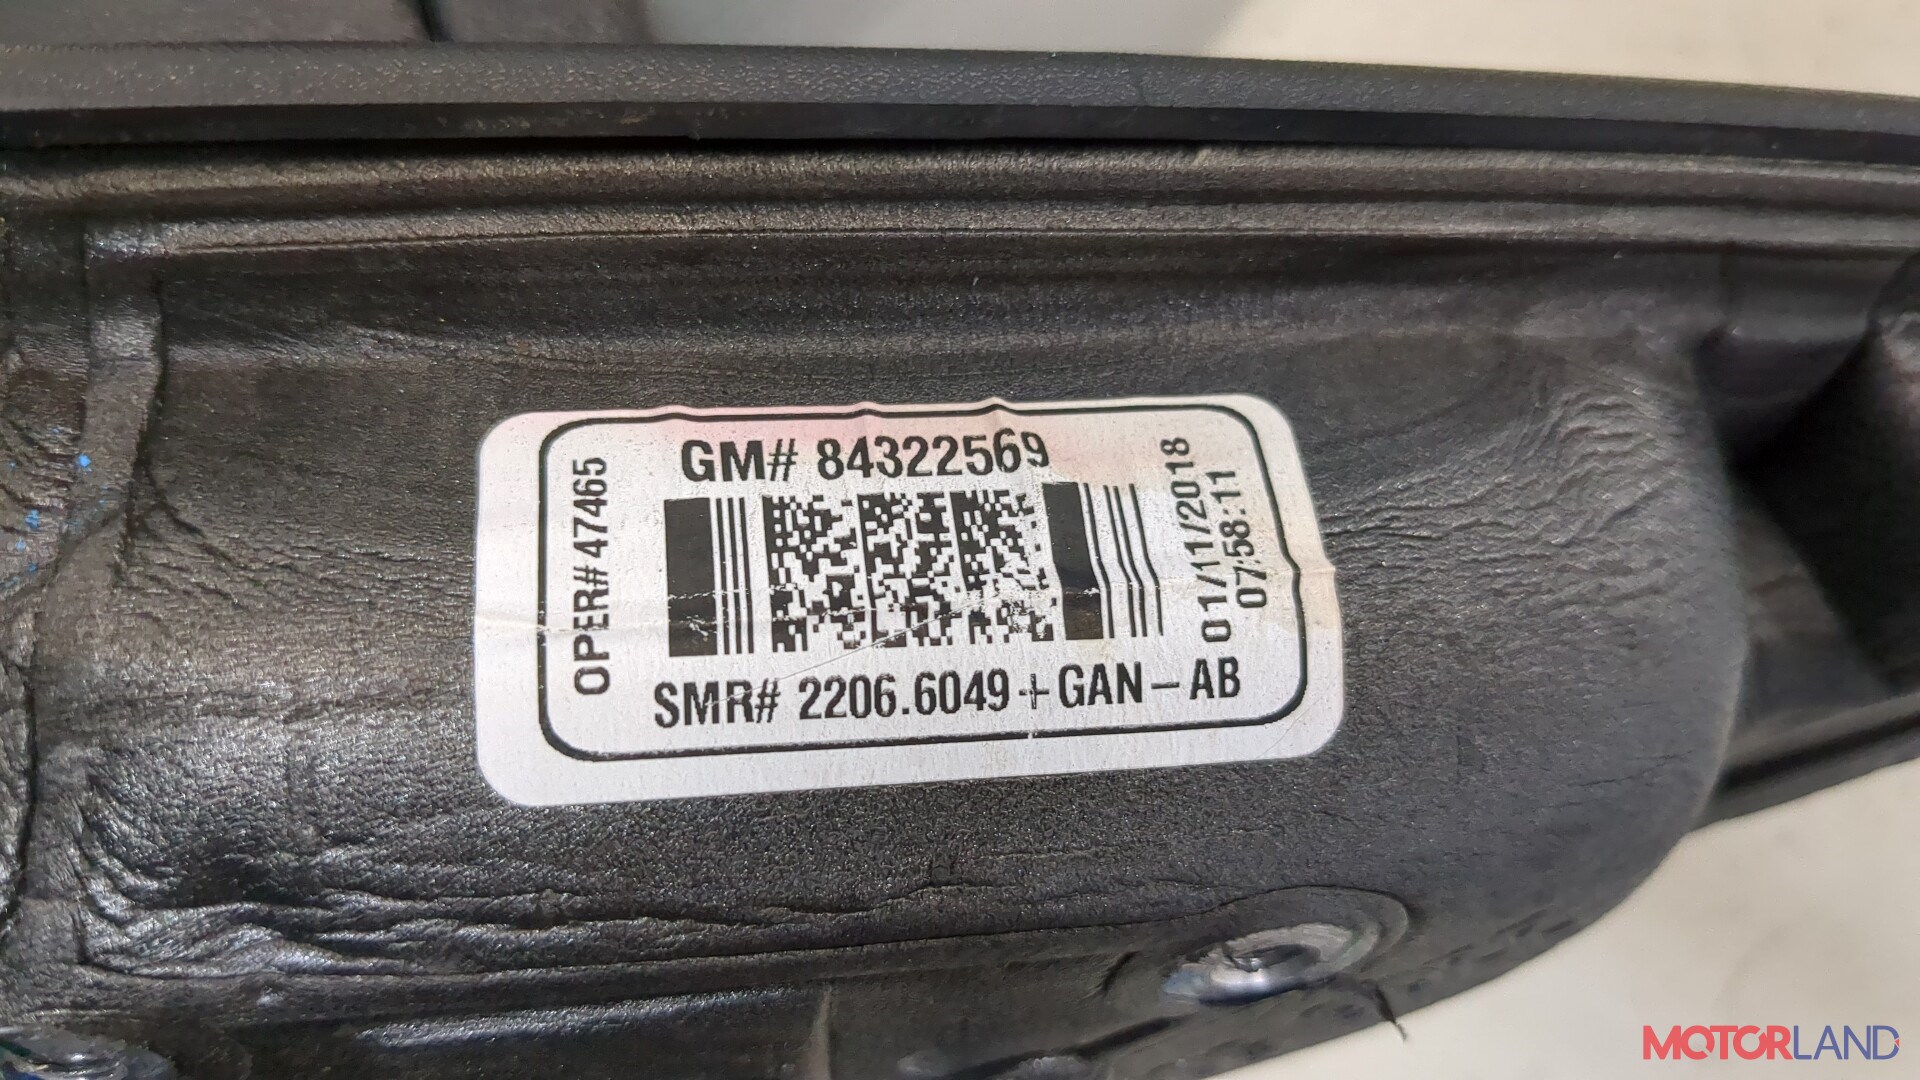 GM# 84322569
OPER# 47465
01/11/2018
07:58:11
SMR# 2206.6049+GAN-AB
MOTORLAND